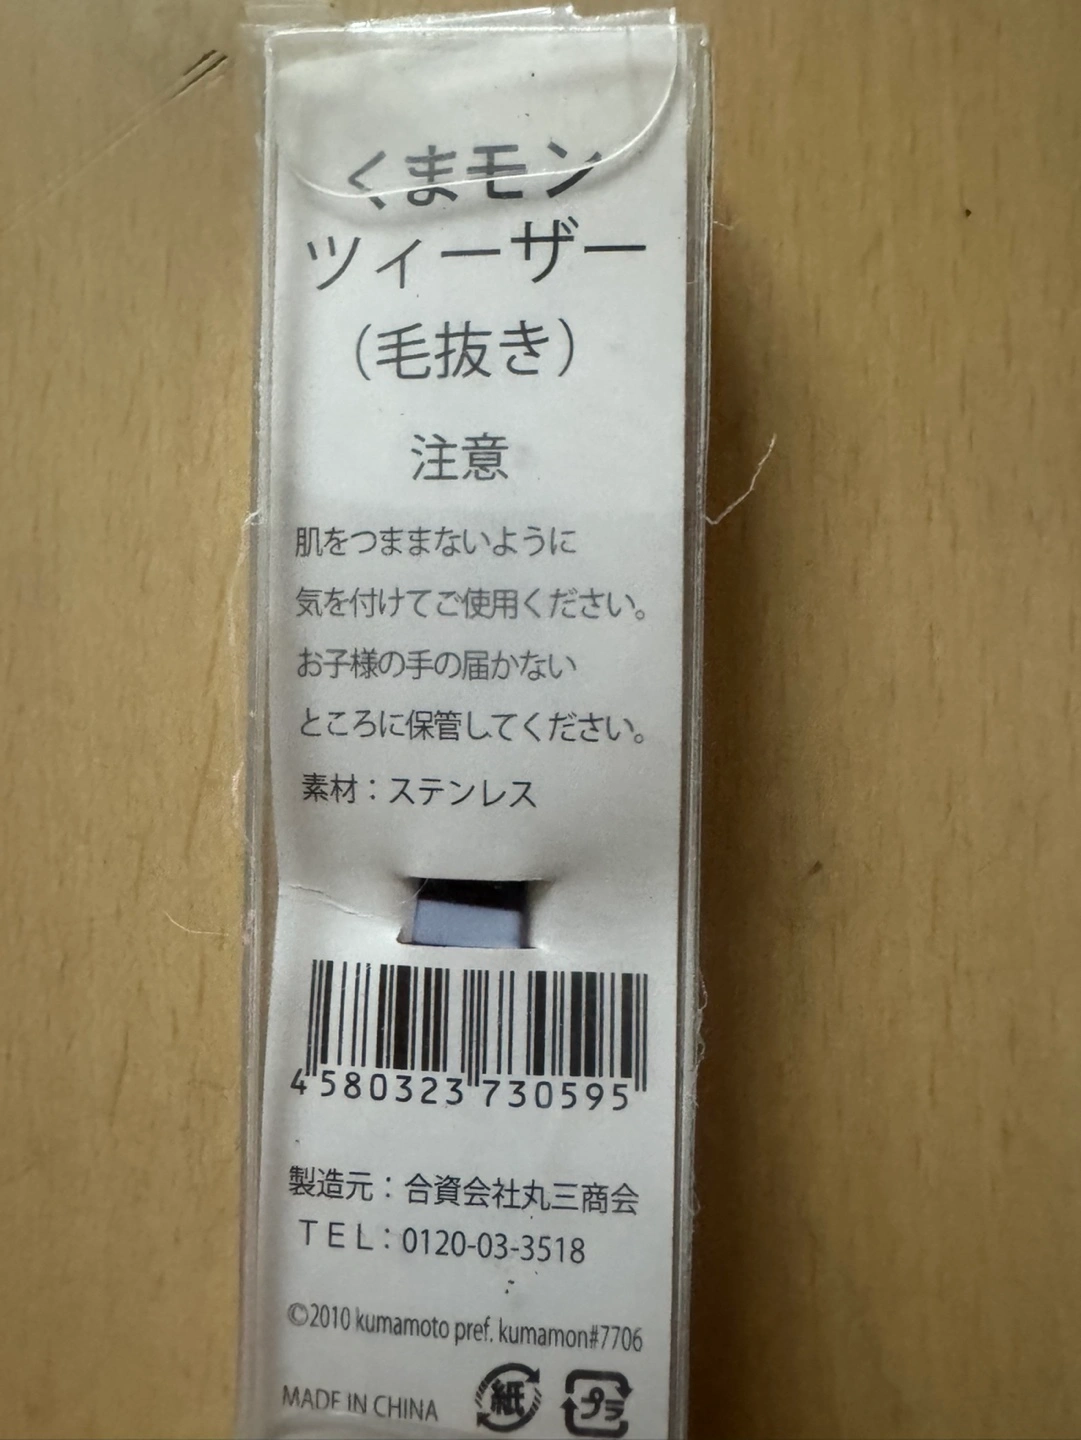 くまモン
ツィーザー
（毛抜き）
注意
肌をつままないように
気を付けてご使用ください。
お子様の手の届かない
ところに保管してください。
素材：ステンレス
4 580323 730595
製造元：合資会社丸三商会
ＴＥＬ：0120-03-3518
©2010 kumamoto pref. kumamon#7706
MADE IN CHINA 紙 プラ